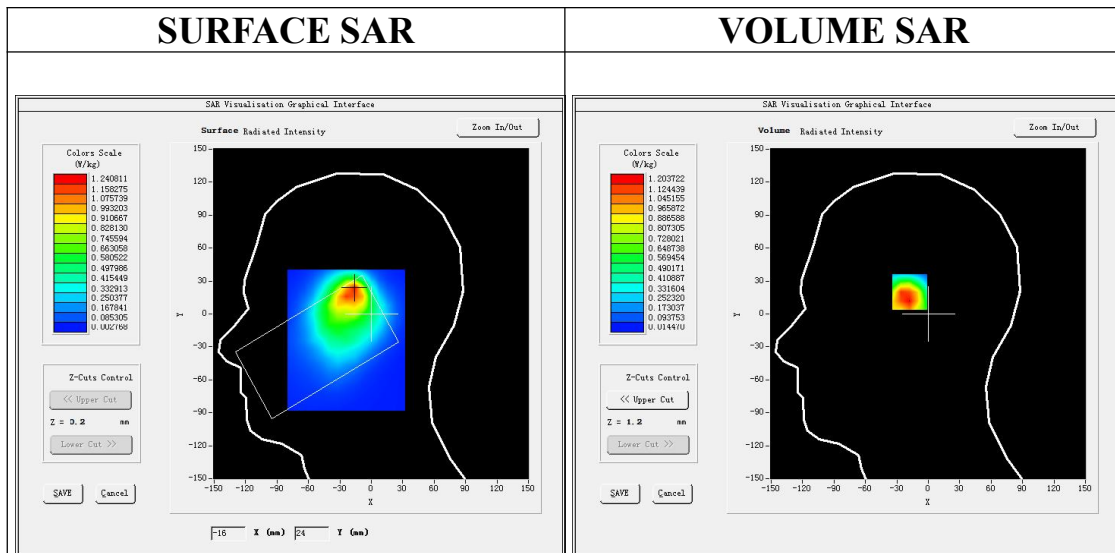 SURFACE SAR
VOLUME SAR
SAR Visualisation Graphical Interface
Surface Radiated Intensity
Zoom In/Out
Colors Scale
(W/kg)
1.240811
1.158275
1.075739
0.993203
0.910667
0.828130
0.745594
0.663058
0.580522
0.497986
0.415449
0.332913
0.250377
0.167841
0.085305
0.002768
150
120
90
60
30
0
-30
-60
-90
-120
-150
Y
-150 -120 -90 -60 -30 0 30 60 90 120 150
X
Z-Cuts Control
<< Upper Cut
Z = 0.2 mm
Lower Cut >>
SAVE Cancel
-16 X (mm) 24 Y (mm)
SAR Visualisation Graphical Interface
Volume Radiated Intensity
Zoom In/Out
Colors Scale
(W/kg)
1.203722
1.124439
1.045155
0.965872
0.886588
0.807305
0.728021
0.648738
0.569454
0.490171
0.410887
0.331604
0.252320
0.173037
0.093753
0.014470
150
120
90
60
30
0
-30
-60
-90
-120
-150
Y
-150 -120 -90 -60 -30 0 30 60 90 120 150
X
Z-Cuts Control
<< Upper Cut
Z = 1.2 mm
Lower Cut >>
SAVE Cancel